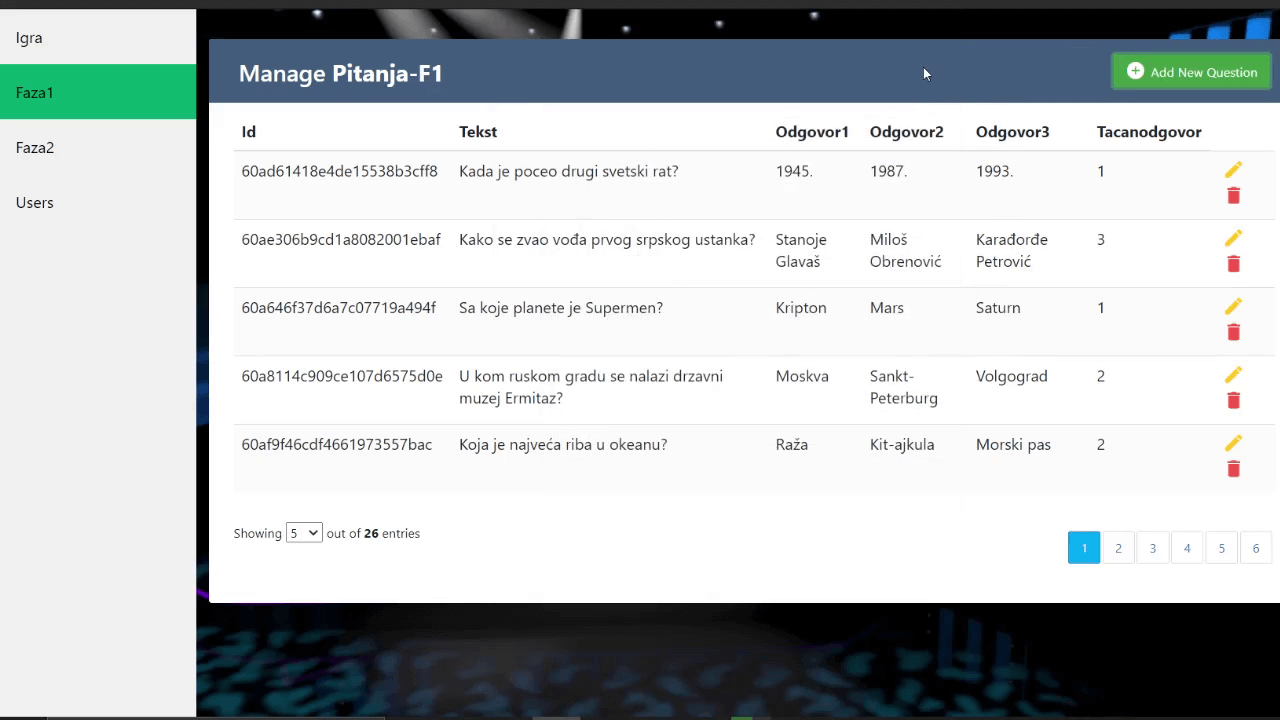 Igra
Faza1
Faza2
Users
Manage Pitanja-F1
Add New Question
Id Tekst Odgovor1 Odgovor2 Odgovor3 Tacanodgovor
60ad61418e4de15538b3cff8 Kada je poceo drugi svetski rat? 1945. 1987. 1993. 1
60ae306b9cd1a8082001ebaf Kako se zvao vođa prvog srpskog ustanka? Stanoje Miloš Karađorđe 3
Glavaš Obrenović Petrović
60a646f37d6a7c07719a494f Sa koje planete je Supermen? Kripton Mars Saturn 1
60a8114c909ce107d6575d0e U kom ruskom gradu se nalazi drzavni Moskva Sankt- Volgograd 2
muzej Ermitaz? Peterburg
60af9f46cdf4661973557bac Koja je najveća riba u okeanu? Raža Kit-ajkula Morski pas 2
Showing 5 out of 26 entries
1 2 3 4 5 6